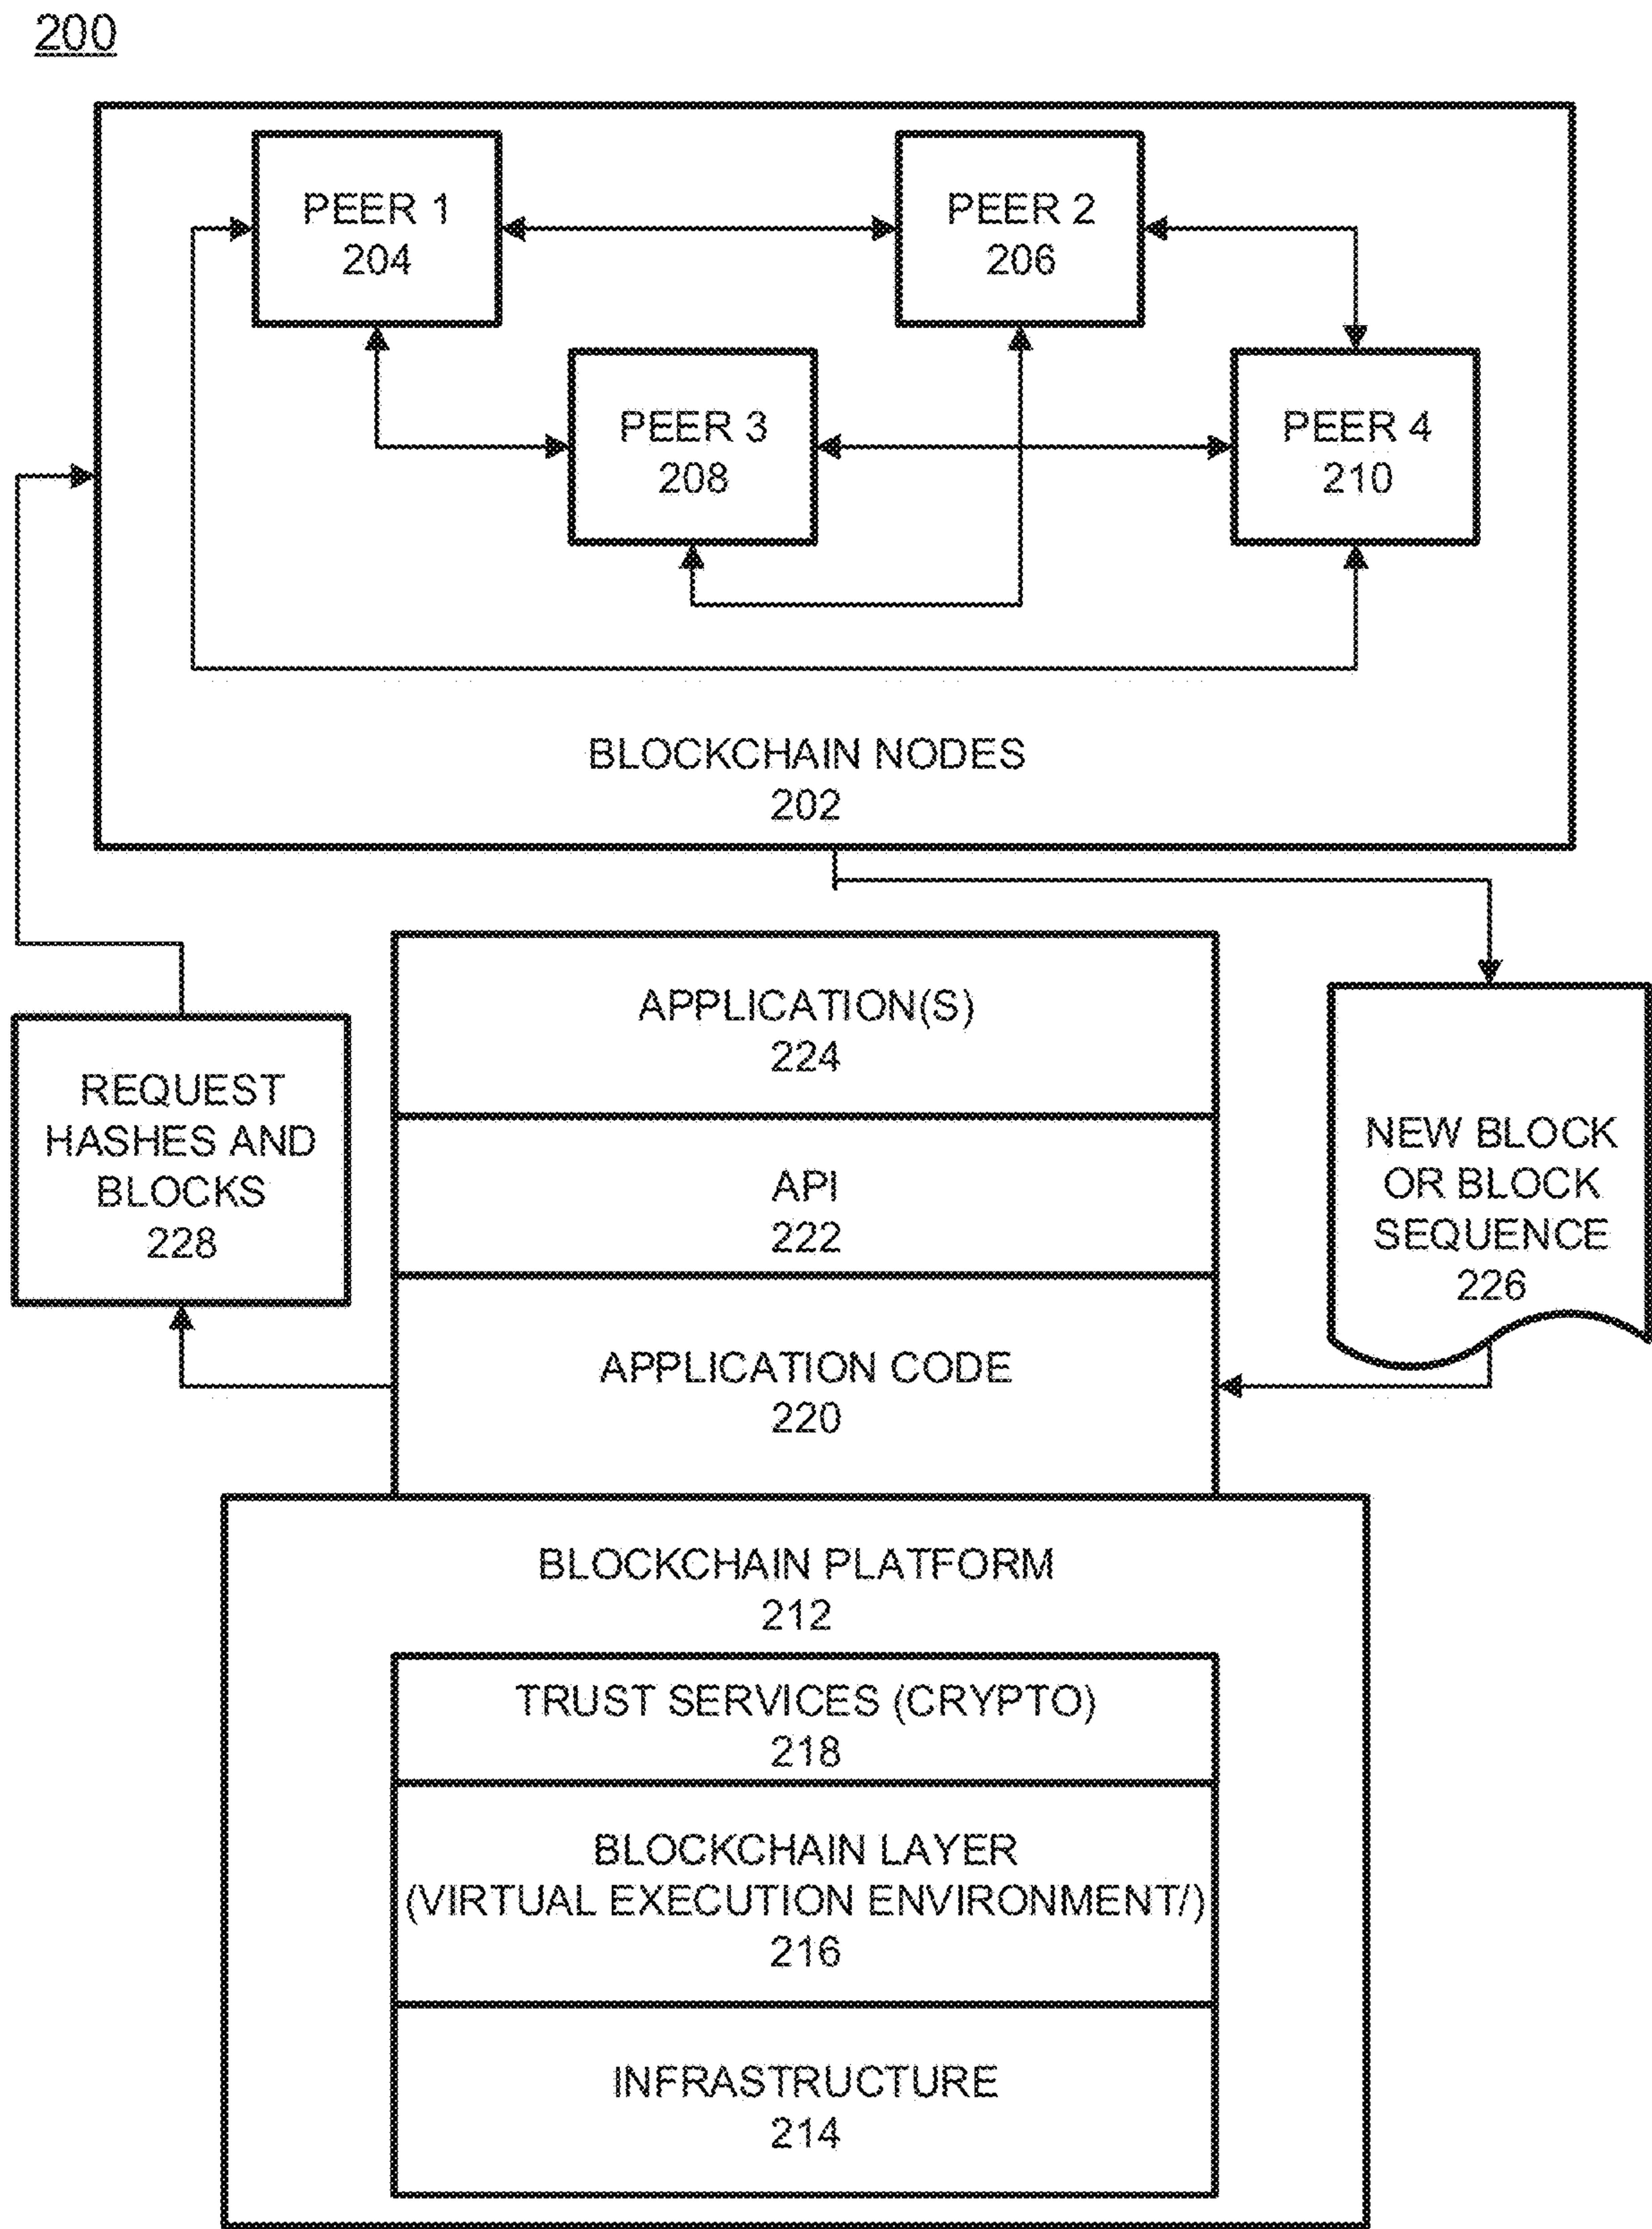 200
PEER 1
204
PEER 2
206
PEER 3
208
PEER 4
210
BLOCKCHAIN NODES
202
APPLICATION(S)
224
REQUEST
HASHES AND
BLOCKS
228
API
222
NEW BLOCK
OR BLOCK
SEQUENCE
226
APPLICATION CODE
220
BLOCKCHAIN PLATFORM
212
TRUST SERVICES (CRYPTO)
218
BLOCKCHAIN LAYER
(VIRTUAL EXECUTION ENVIRONMENT/)
216
INFRASTRUCTURE
214